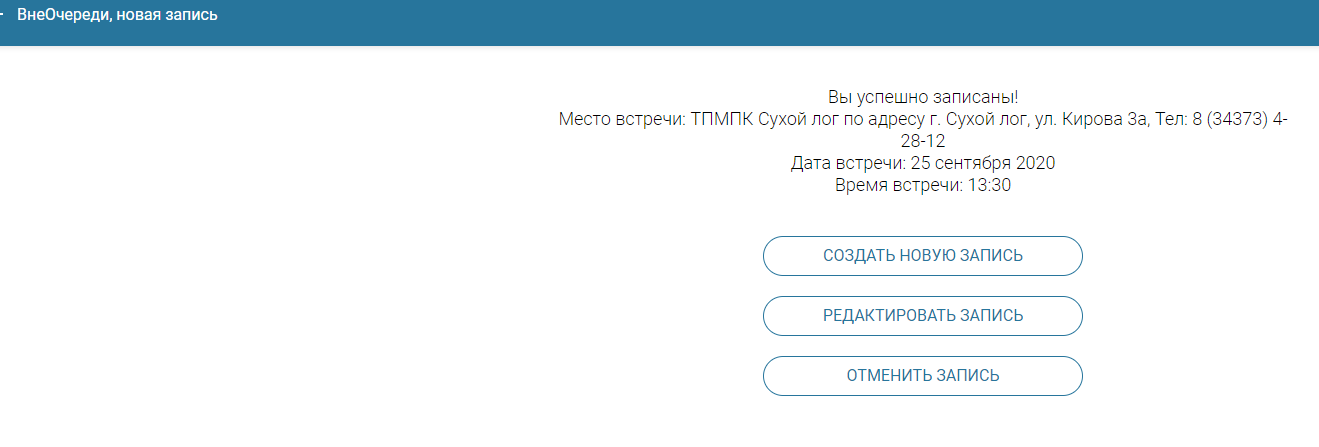 ВнеОчереди, новая запись
Вы успешно записаны!
Место встречи: ТПМПК Сухой лог по адресу г. Сухой лог, ул. Кирова 3а, Тел: 8 (34373) 4-
28-12
Дата встречи: 25 сентября 2020
Время встречи: 13:30
СОЗДАТЬ НОВУЮ ЗАПИСЬ
РЕДАКТИРОВАТЬ ЗАПИСЬ
ОТМЕНИТЬ ЗАПИСЬ